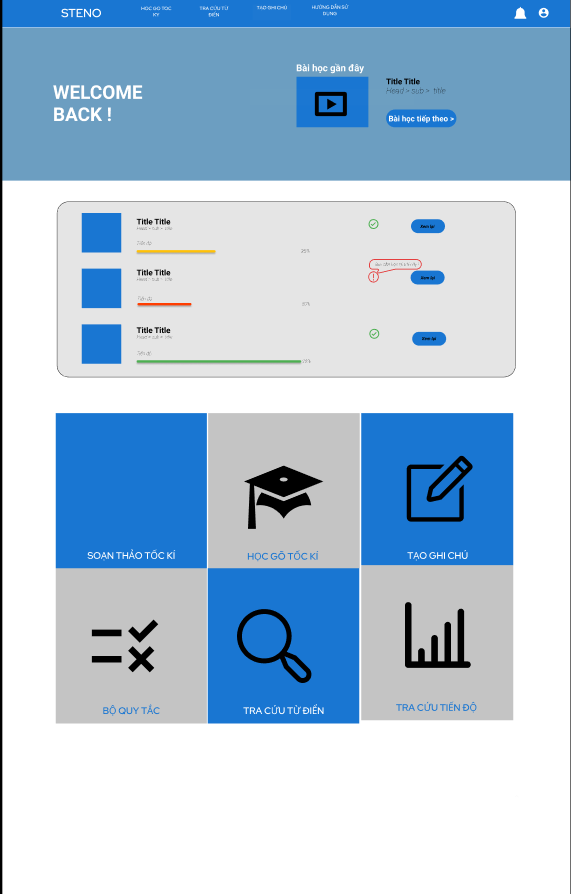 STENO
HỌC GÕ TỐC
KÝ
TRA CỨU TỪ
ĐIỂN
TẠO GHI CHÚ
HƯỚNG DẪN SỬ
DỤNG
WELCOME
BACK !
Bài học gần đây
Title Title
Head > sub > title
Bài học tiếp theo >
Title Title
Head > sub > title
Tiến độ
Xem lại
Title Title
Head > sub > title
Tiến độ
Xem lại
Title Title
Head > sub > title
Tiến độ
Xem lại
SOẠN THẢO TỐC KÍ
HỌC GÕ TỐC KÍ
TẠO GHI CHÚ
BỘ QUY TẮC
TRA CỨU TỪ ĐIỂN
TRA CỨU TIẾN ĐỘ